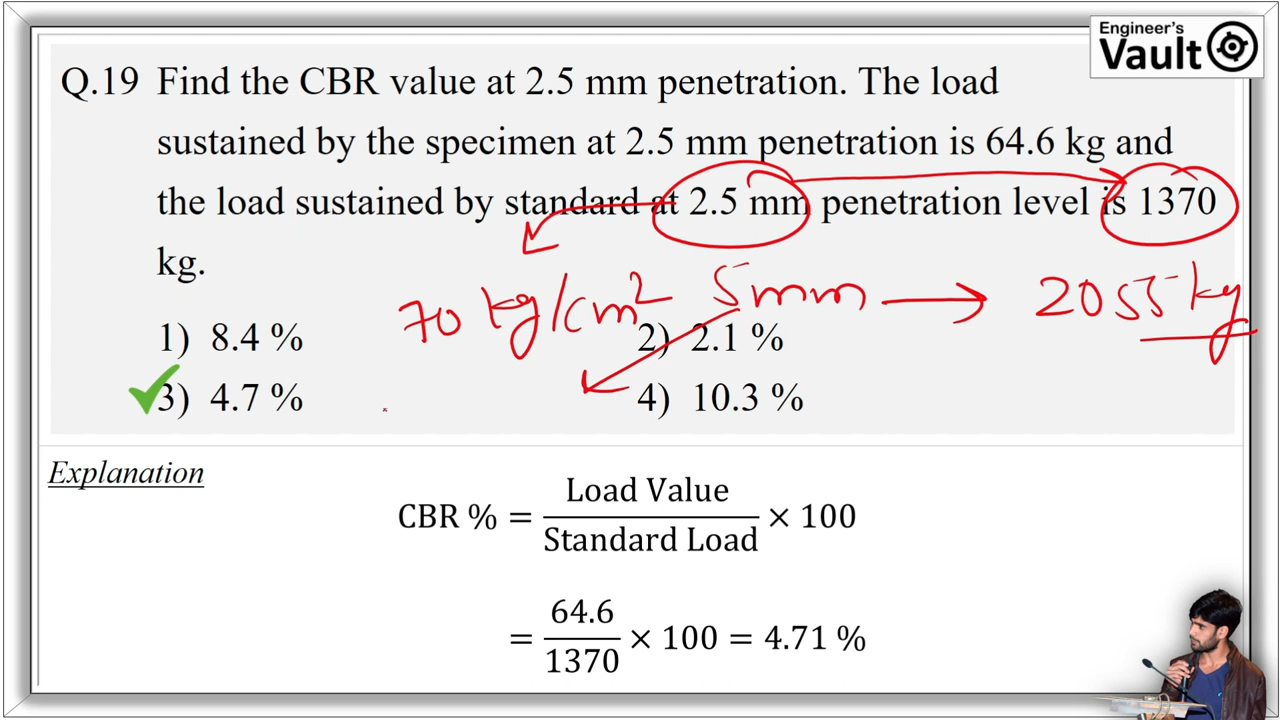 Engineer's
Vault
Q.19 Find the CBR value at 2.5 mm penetration. The load
sustained by the specimen at 2.5 mm penetration is 64.6 kg and
the load sustained by standard at 2.5 mm penetration level is 1370
kg.
70 kg/cm² 5mm → 2055 kg
1) 8.4 % 2) 2.1 %
3) 4.7 % 4) 10.3 %
Explanation
CBR % = Load Value / Standard Load × 100
= 64.6 / 1370 × 100 = 4.71 %